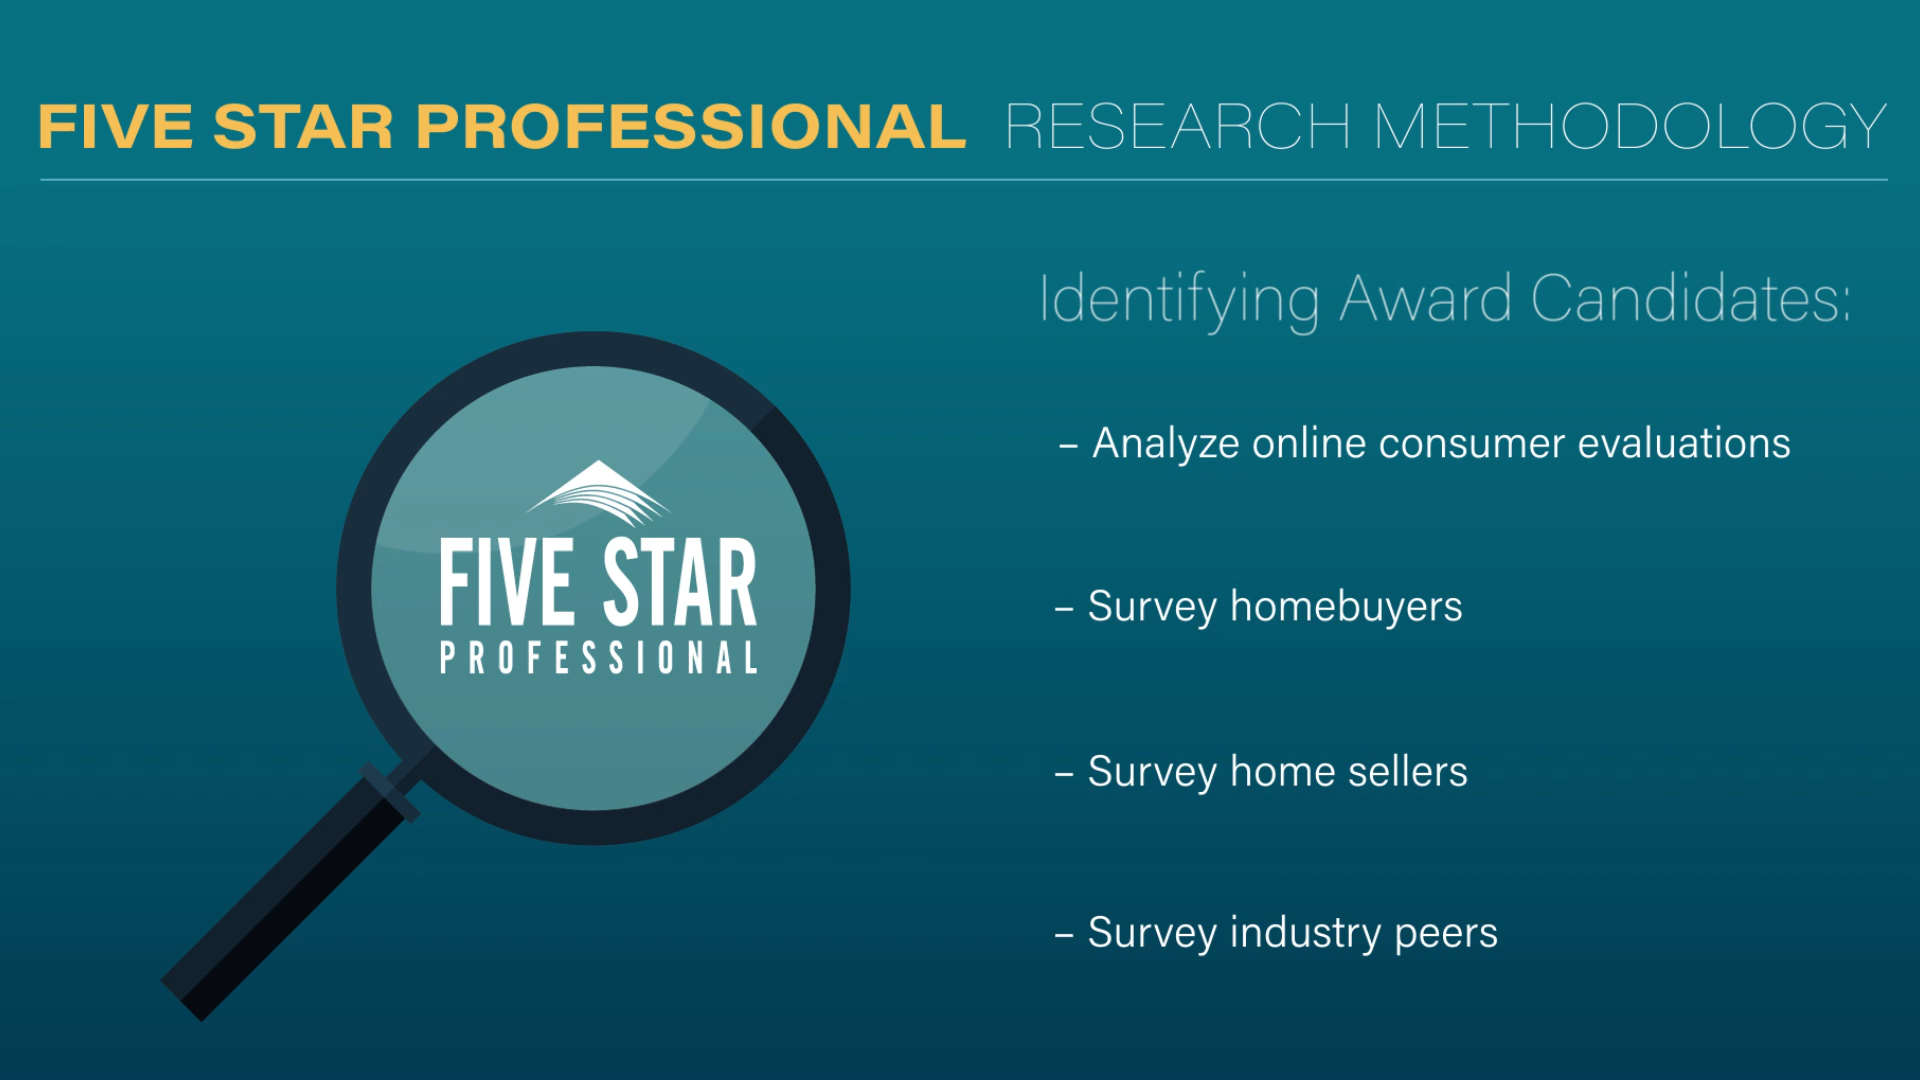 FIVE STAR PROFESSIONAL RESEARCH METHODOLOGY
Identifying Award Candidates:
– Analyze online consumer evaluations
FIVE STAR
PROFESSIONAL
– Survey homebuyers
– Survey home sellers
– Survey industry peers